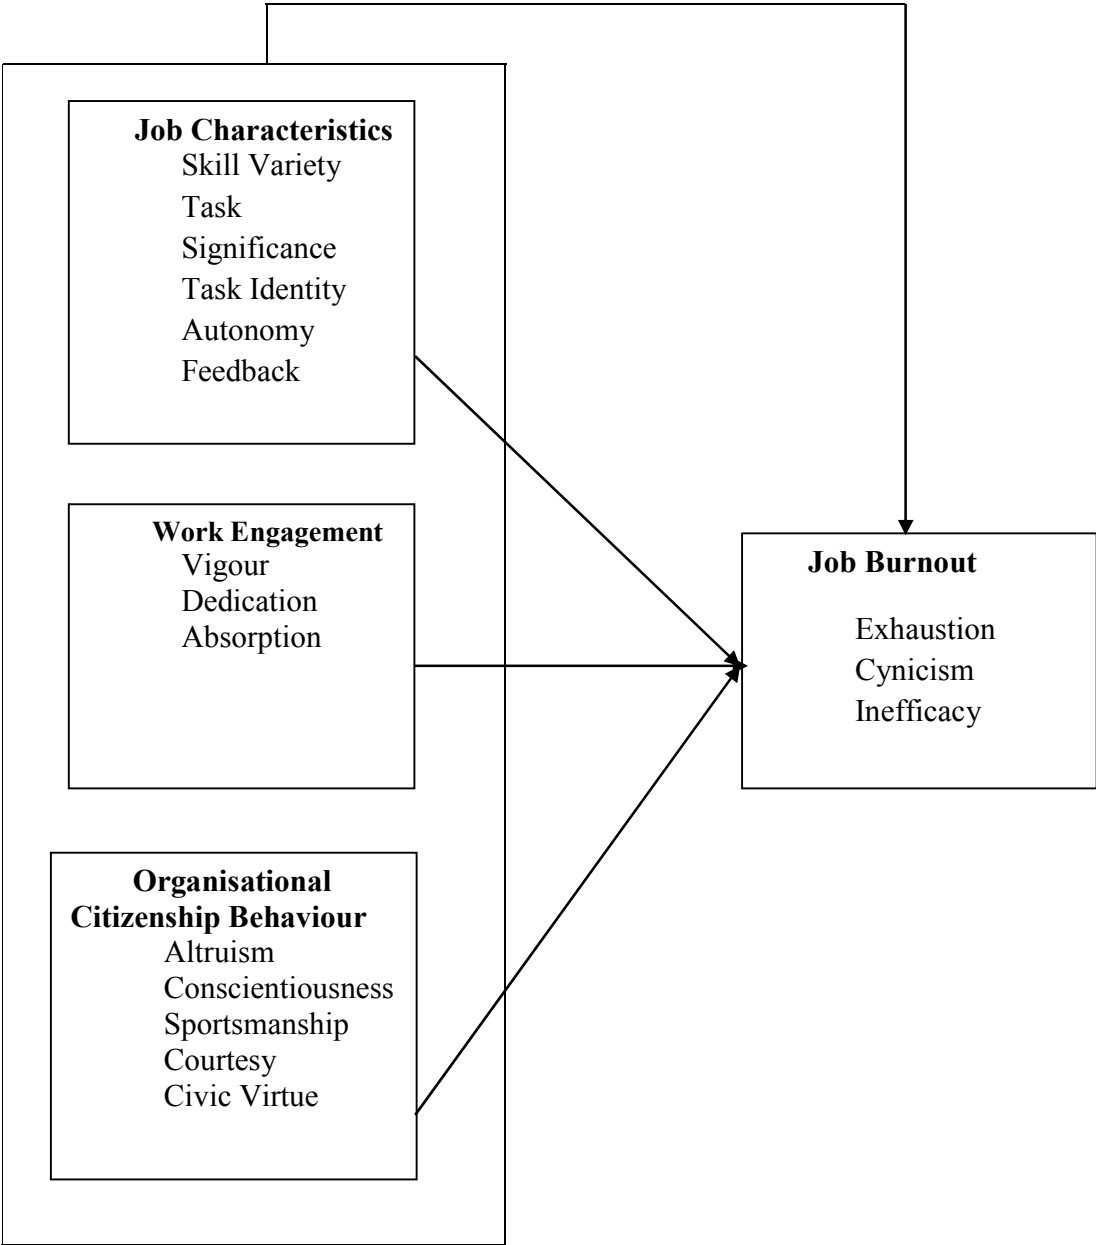 Job Characteristics
Skill Variety
Task
Significance
Task Identity
Autonomy
Feedback
Work Engagement
Vigour
Dedication
Absorption
Job Burnout
Exhaustion
Cynicism
Inefficacy
Organisational
Citizenship Behaviour
Altruism
Conscientiousness
Sportsmanship
Courtesy
Civic Virtue